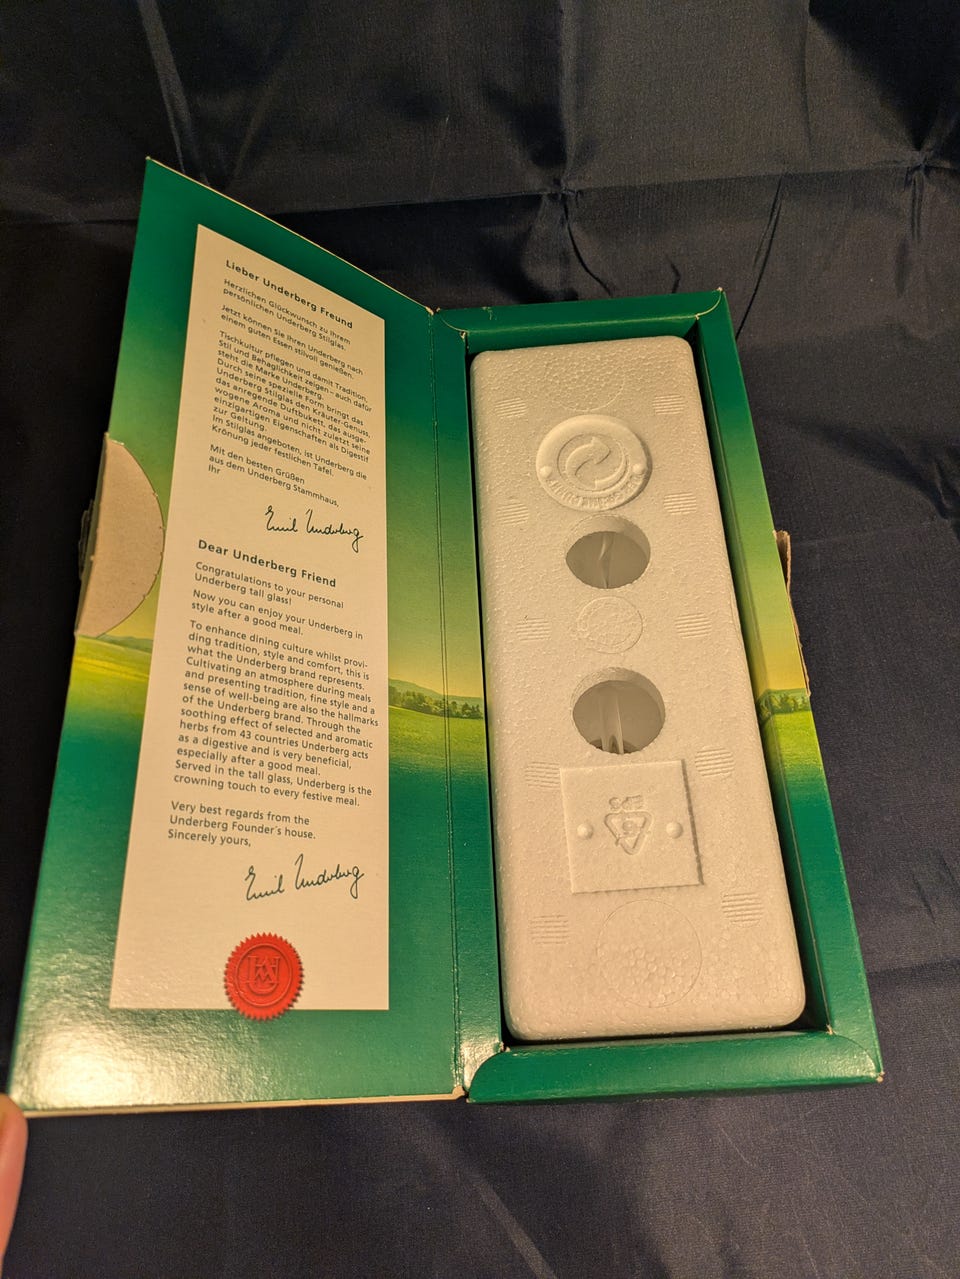 Lieber Underberg Freund
Herzlichen Glückwunsch zu Ihrem
persönlichen Underberg Stilglas.
Jetzt können Sie Ihren Underberg nach
einem guten Essen stilvoll genießen.
Tischkultur pflegen und damit Tradition,
Stil und Behaglichkeit zeigen – auch dafür
steht die Marke Underberg.
Durch seine spezielle Form bringt das
Underberg Stilglas den Kräuter-Genuss,
das anregende Duftbukett, das ausge-
wogene Aroma und nicht zuletzt seine
einzigartigen Eigenschaften als Digestif
zur Geltung.
Im Stilglas angeboten, ist Underberg die
Krönung jeder festlichen Tafel.
Mit den besten Grüßen
aus dem Underberg Stammhaus,
Ihr
Emil Underberg
Dear Underberg Friend
Congratulations to your personal
Underberg tall glass!
Now you can enjoy your Underberg in
style after a good meal.
To enhance dining culture whilst provi-
ding tradition, style and comfort, this is
what the Underberg brand represents.
Cultivating an atmosphere during meals
and presenting tradition, fine style and a
sense of well-being are also the hallmarks
of the Underberg brand. Through the
soothing effect of selected and aromatic
herbs from 43 countries Underberg acts
as a digestive and is very beneficial,
especially after a good meal.
Served in the tall glass, Underberg is the
crowning touch to every festive meal.
Very best regards from the
Underberg Founder´s house.
Sincerely yours,
Emil Underberg